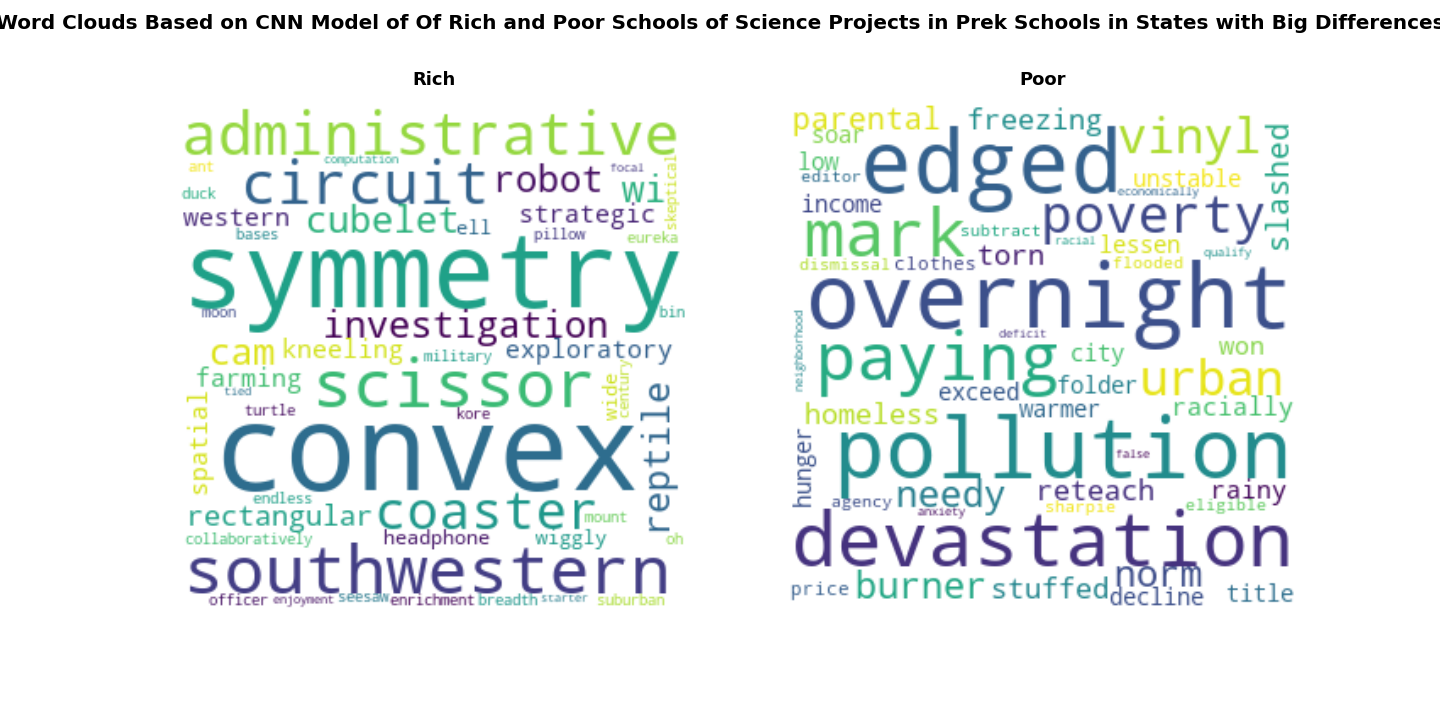 Word Clouds Based on CNN Model of Of Rich and Poor Schools of Science Projects in Prek Schools in States with Big Differences
Rich
administrative
computation
ant
circuit
robot
focal
wi
skeptical
duck
western
cubelet
ell
strategic
bases
pillow
eureka
symmetry
moon
bin
investigation
cam
kneeling
military
exploratory
farming
scissor
wide
century
tied
turtle
kore
reptile
spatial
convex
endless
rectangular
coaster
mount
collaboratively
headphone
wiggly
oh
southwestern
officer
enjoyment
seesaw
enrichment
breadth
starter
suburban
Poor
parental
freezing
vinyl
slashed
soar
edged
low
editor
unstable
economically
income
poverty
mark
subtract
racial
lessen
torn
qualify
dismissal
clothes
flooded
overnight
neighborhood
deficit
paying
city
won
exceed
folder
urban
homeless
warmer
racially
pollution
false
hunger
needy
reteach
rainy
agency
anxiety
sharpie
eligible
devastation
norm
price
burner
stuffed
decline
title